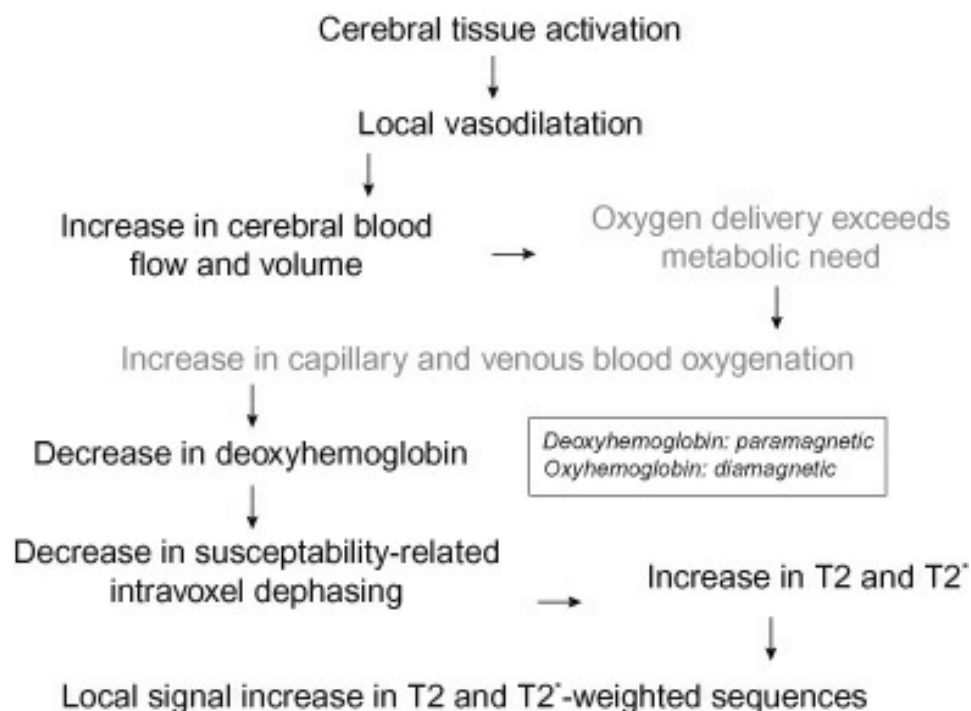 Cerebral tissue activation
Local vasodilatation
Increase in cerebral blood
flow and volume
Oxygen delivery exceeds
metabolic need
Increase in capillary and venous blood oxygenation
Decrease in deoxyhemoglobin
Deoxyhemoglobin: paramagnetic
Oxyhemoglobin: diamagnetic
Decrease in susceptability-related
intravoxel dephasing
Increase in T2 and T2*
Local signal increase in T2 and T2*-weighted sequences